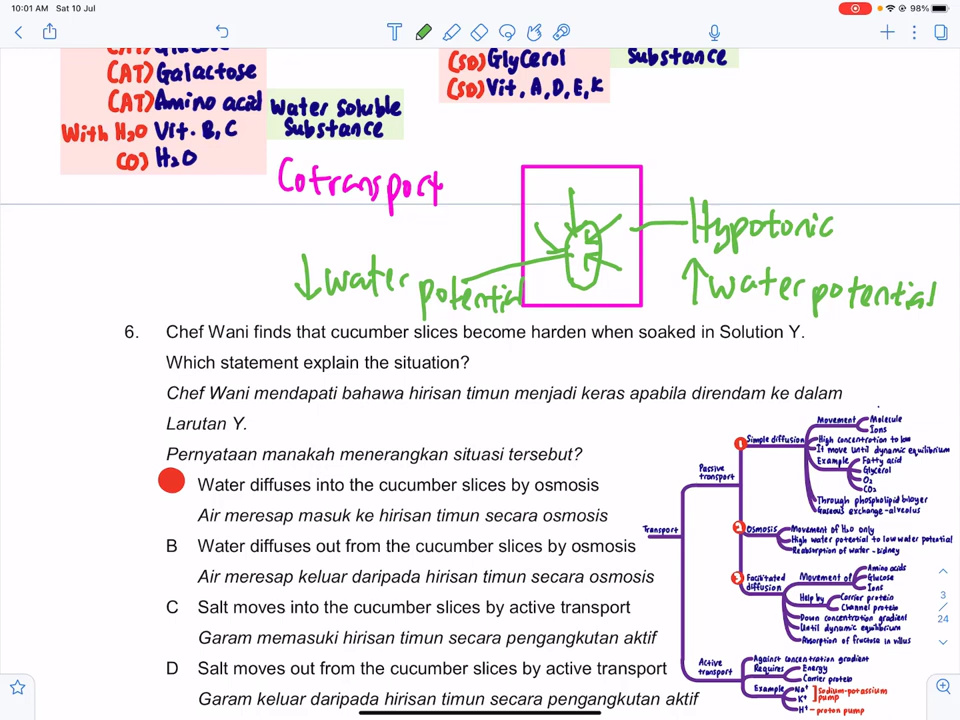 10:01 AM Sat 10 Jul
98%
(AT) Galactose
(AT) Amino acid
With H2O Vit. B, C
(O) H2O
Water Soluble
Substance
(SD) Glycerol
(SD) Vit, A, D, E, K
Substance
Cotransport
Hypotonic
↑ water potential
↓ water potential
6. Chef Wani finds that cucumber slices become harden when soaked in Solution Y.
Which statement explain the situation?
Chef Wani mendapati bahawa hirisan timun menjadi keras apabila direndam ke dalam
Larutan Y.
Pernyataan manakah menerangkan situasi tersebut?
Water diffuses into the cucumber slices by osmosis
Air meresap masuk ke hirisan timun secara osmosis
B Water diffuses out from the cucumber slices by osmosis
Air meresap keluar daripada hirisan timun secara osmosis
C Salt moves into the cucumber slices by active transport
Garam memasuki hirisan timun secara pengangkutan aktif
D Salt moves out from the cucumber slices by active transport
Garam keluar daripada hirisan timun secara pengangkutan aktif
Transport
Passive
transport
1 Simple diffusion
Movement
Molecule
Ions
High concentration to low
It move until dynamic equilibrium
Example
Fatty acid
Glycerol
O2
CO2
Through phospholipid bilayer
Gaseous exchange - alveolus
2 Osmosis
Movement of H2O only
High water potential to low water potential
Reabsorption of water - kidney
3 Facilitated
diffusion
Movement of
Amino acids
Glucose
Ions
Help by
Carrier protein
Channel protein
Down concentration gradient
Until dynamic equilibrium
Absorption of fructose in villus
Active
transport
Against concentration gradient
Requires
Energy
Carrier protein
Example
Na+
K+
Sodium-potassium
pump
H+ - proton pump
3
/
24